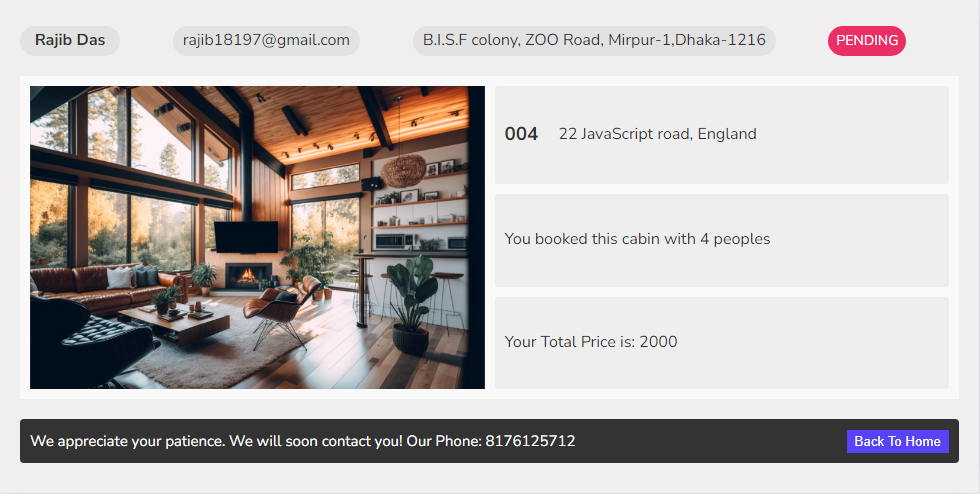 Rajib Das
rajib18197@gmail.com
B.I.S.F colony, ZOO Road, Mirpur-1,Dhaka-1216
PENDING
004 22 JavaScript road, England
You booked this cabin with 4 peoples
Your Total Price is: 2000
We appreciate your patience. We will soon contact you! Our Phone: 8176125712
Back To Home